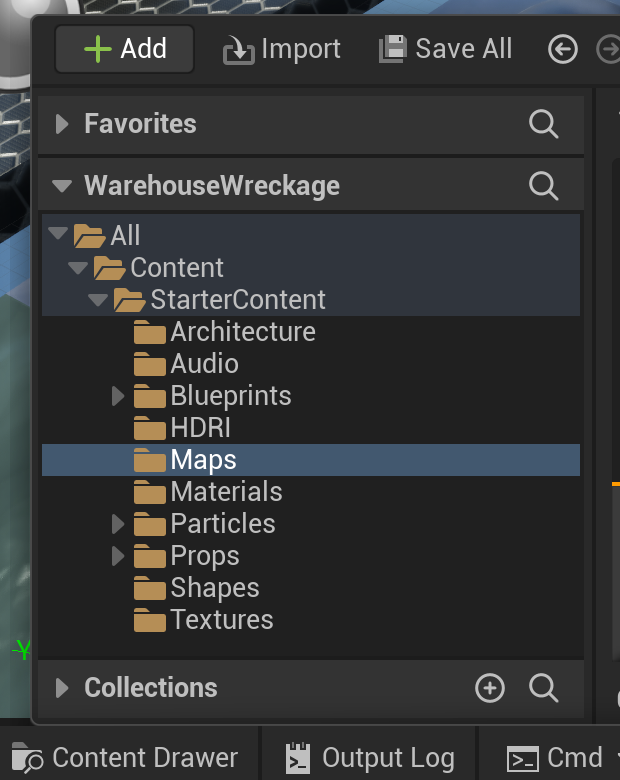 Add Import Save All
Favorites
WarehouseWreckage
All
Content
StarterContent
Architecture
Audio
Blueprints
HDRI
Maps
Materials
Particles
Props
Shapes
Textures
-Y
Collections
Content Drawer Output Log Cmd